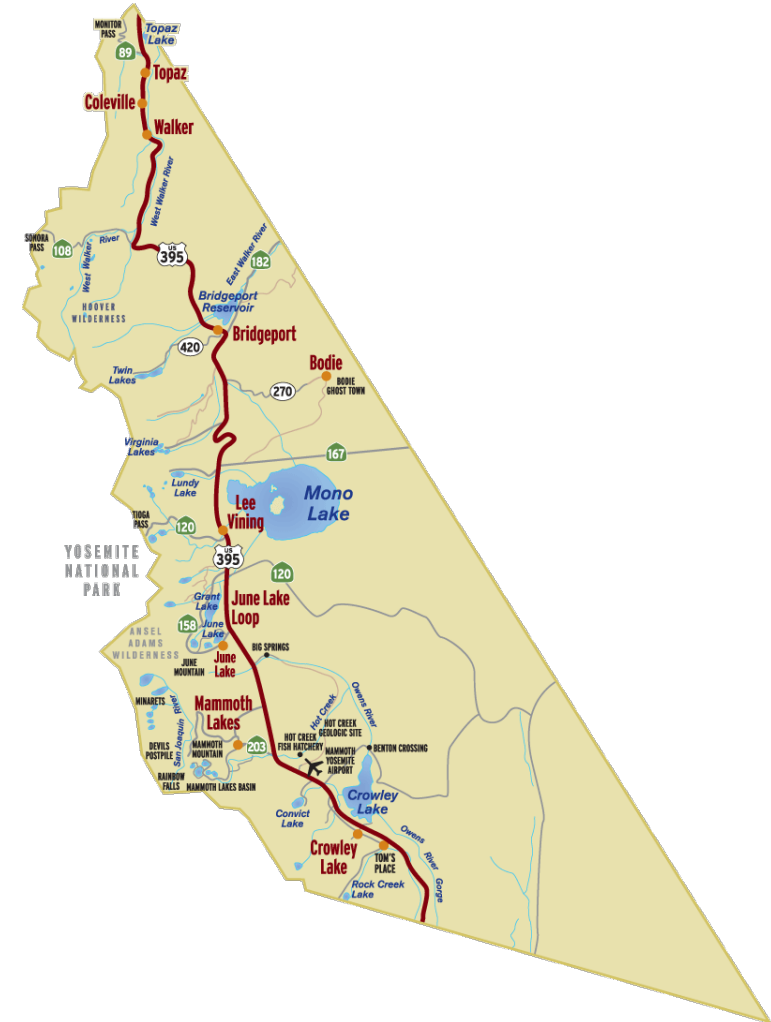 MONITOR
PASS
Topaz
Lake
89
Topaz
Coleville
Walker
West Walker River
SONORA
PASS
108
West Walker
River
US
395
East Walker River
182
HOOVER
WILDERNESS
Bridgeport
Reservoir
Bridgeport
420
Twin
Lakes
Bodie
BODIE
GHOST TOWN
270
Virginia
Lakes
167
Lundy
Lake
Mono
Lake
Lee
Vining
TIOGA
PASS
120
US
395
YOSEMITE
NATIONAL
PARK
120
Grant
Lake
June Lake
Loop
158
June
Lake
ANSEL
ADAMS
WILDERNESS
June
Lake
JUNE
MOUNTAIN
BIG SPRINGS
MINARETS
San Joaquin
River
Mammoth
Lakes
Hot Creek
Owens River
HOT CREEK
GEOLOGIC SITE
HOT CREEK
FISH HATCHERY
203
DEVILS
POSTPILE
MAMMOTH
MOUNTAIN
MAMMOTH
YOSEMITE
AIRPORT
BENTON CROSSING
RAINBOW
FALLS
MAMMOTH LAKES BASIN
Crowley
Lake
Convict
Lake
Crowley
Lake
TOM'S
PLACE
Owens
River
Gorge
Rock Creek
Lake